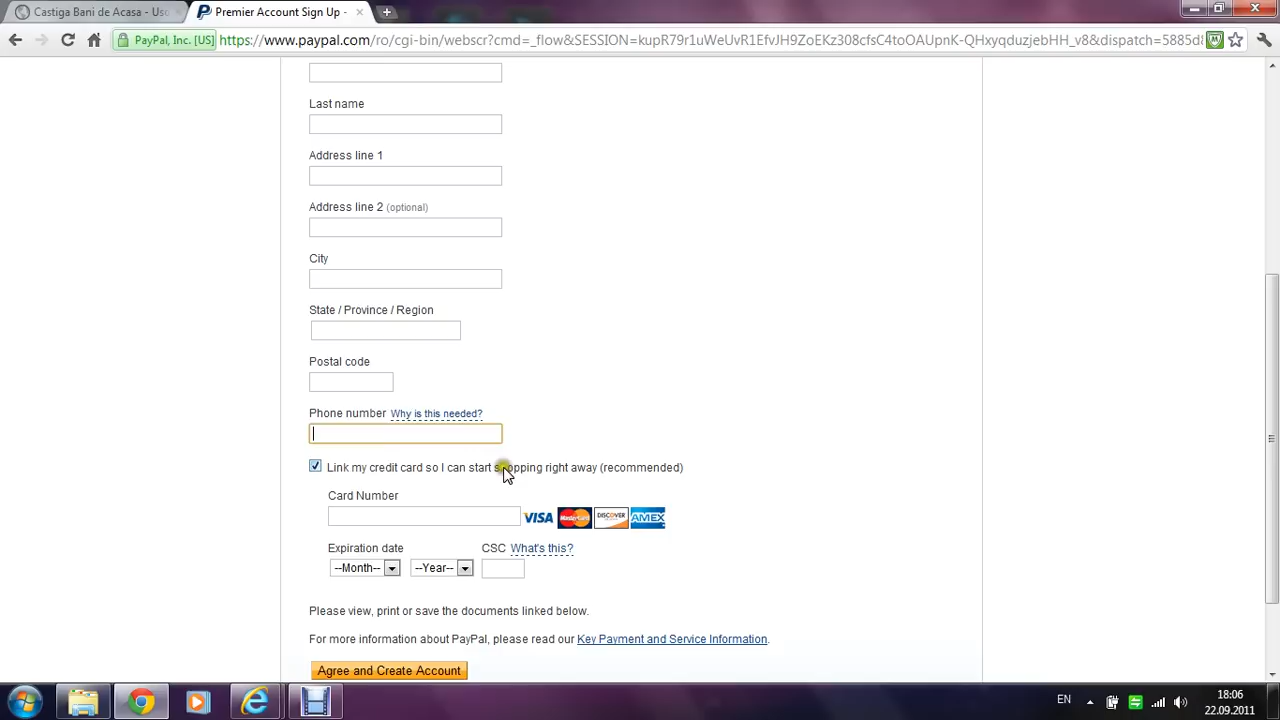 Castiga Bani de Acasa - Uso
Premier Account Sign Up -
PayPal, Inc. [US]
https://www.paypal.com/ro/cgi-bin/webscr?cmd=_flow&SESSION=kupR79r1uWeUvR1EfvJH9ZoEKz308cfsC4toOAUpnK-QHxyqduzjebHH_v8&dispatch=5885d8
Last name
Address line 1
Address line 2 (optional)
City
State / Province / Region
Postal code
Phone number Why is this needed?
Link my credit card so I can start shopping right away (recommended)
Card Number
VISA MasterCard DISCOVER AMEX
Expiration date CSC What's this?
--Month-- --Year--
Please view, print or save the documents linked below.
For more information about PayPal, please read our Key Payment and Service Information.
Agree and Create Account
EN
18:06
22.09.2011